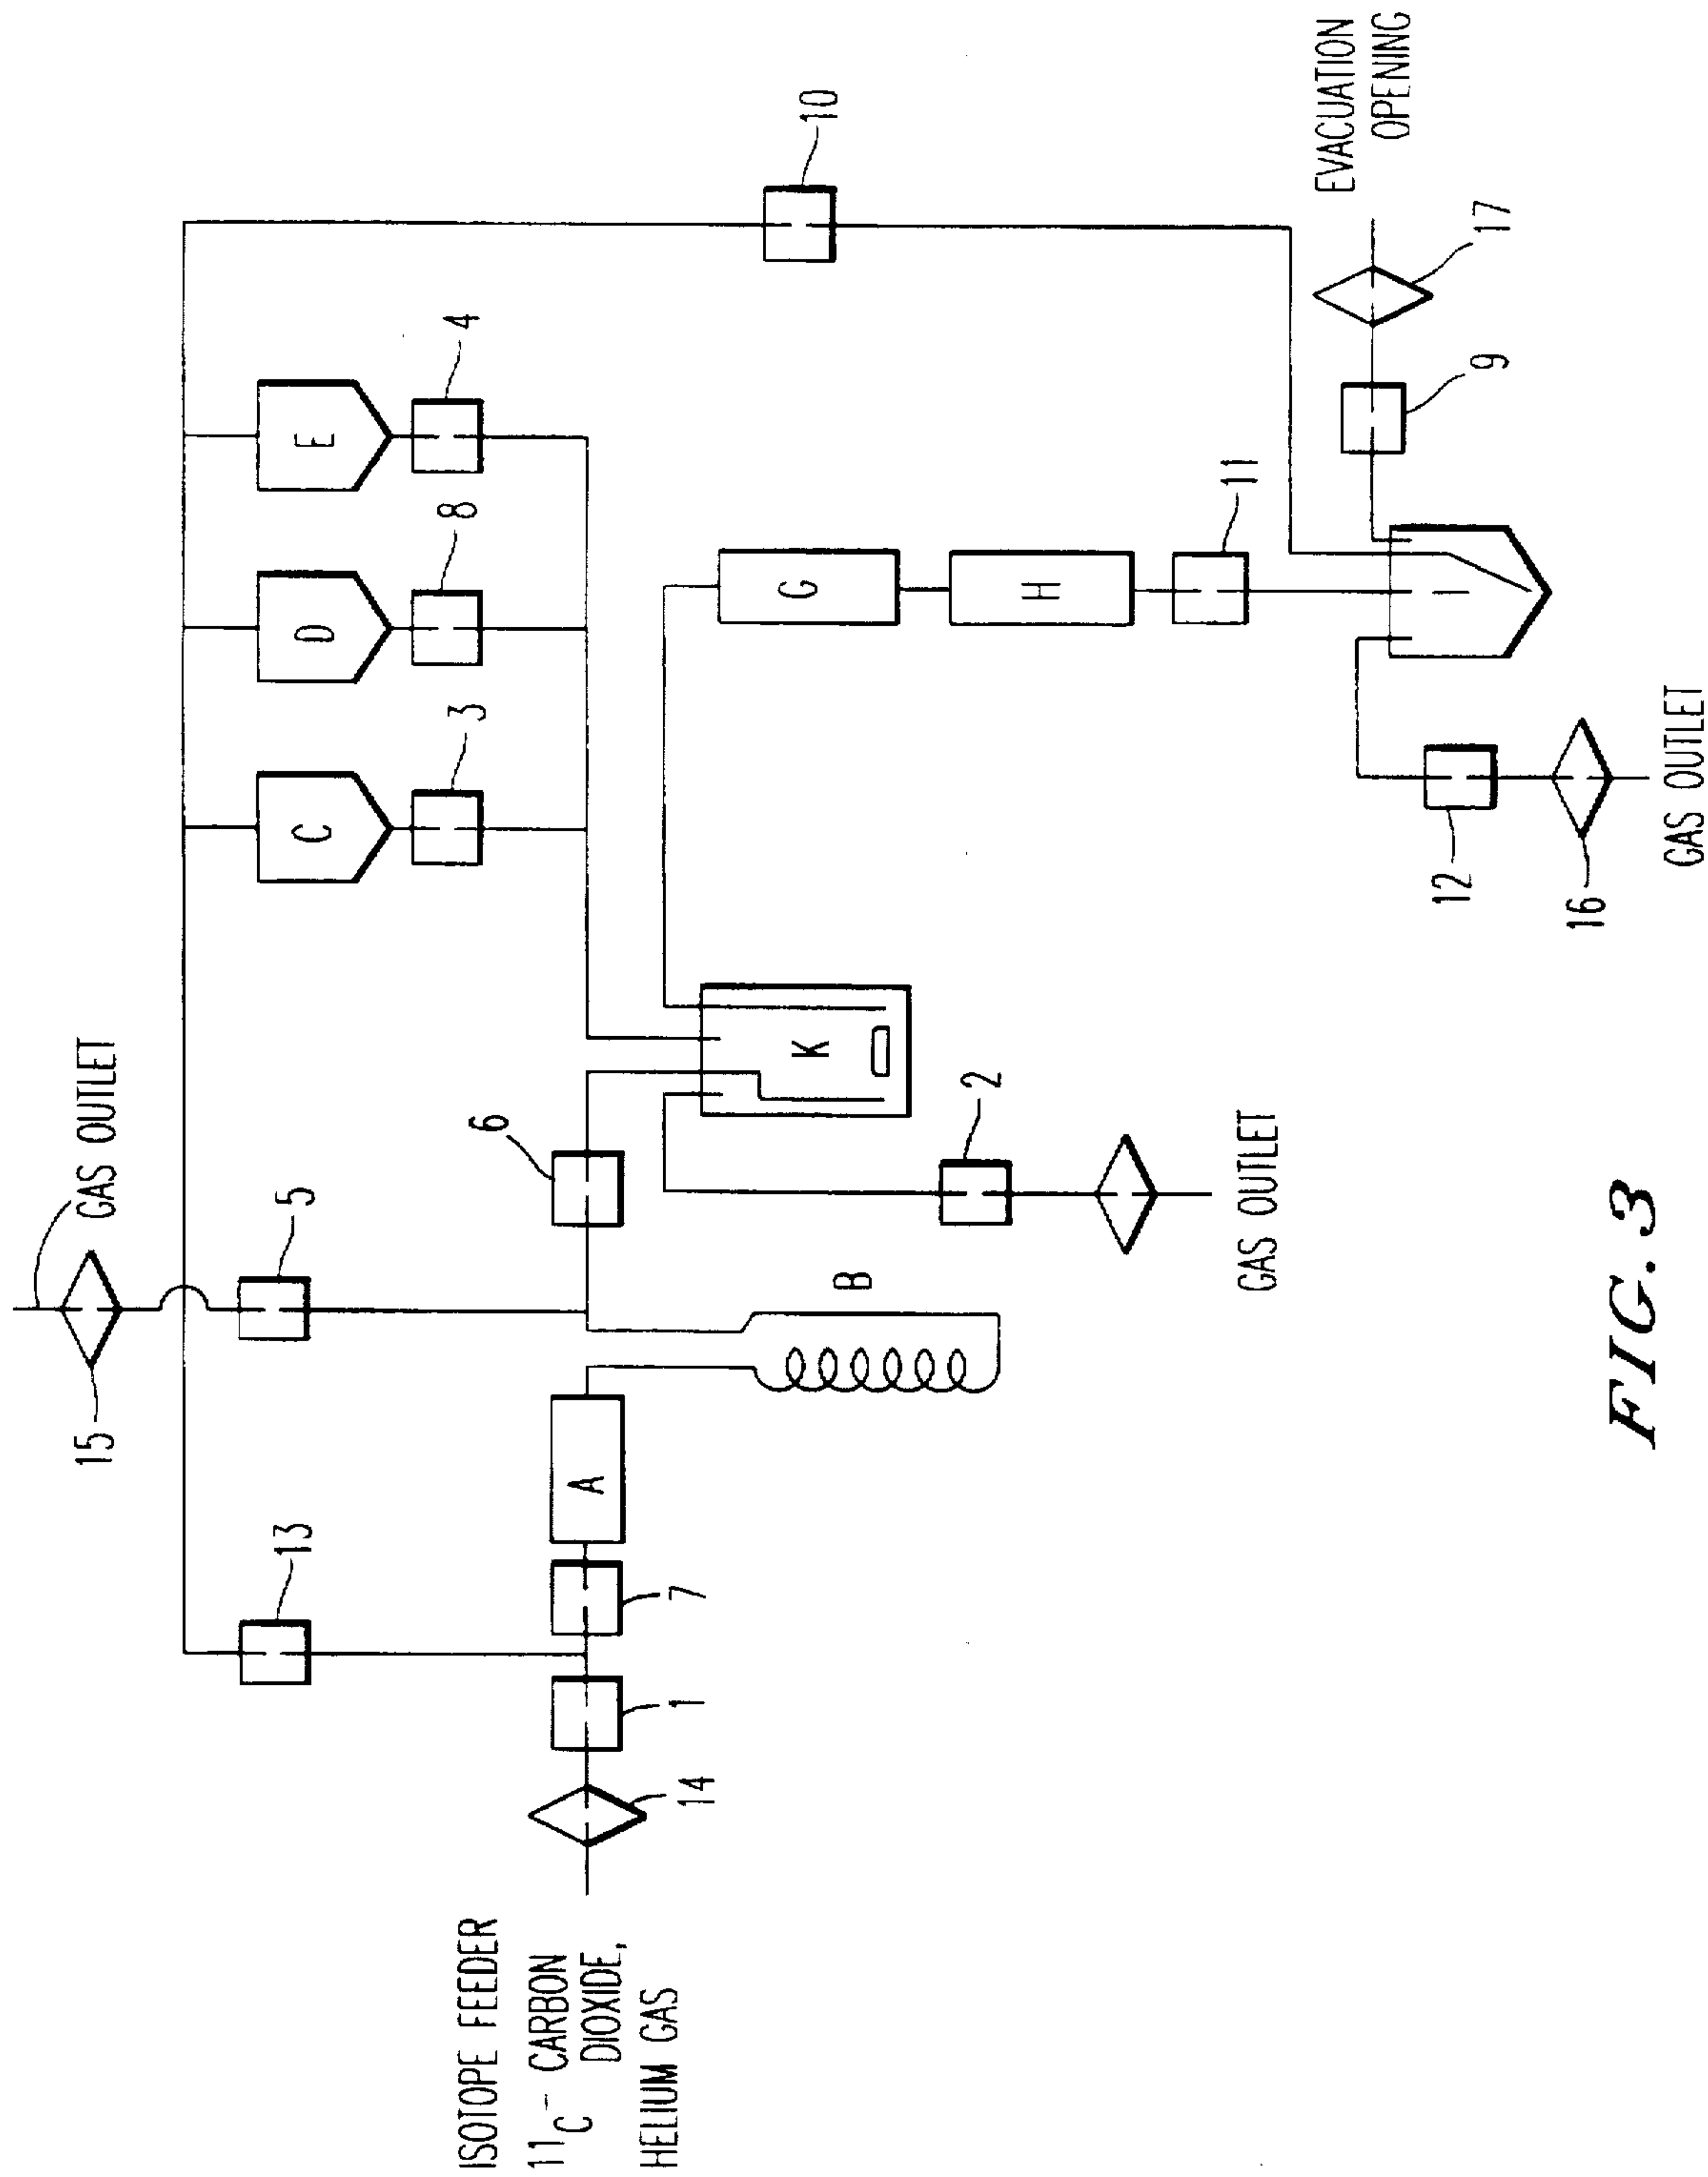 15
GAS OUTLET
13
5
C
D
E
3
8
4
10
ISOTOPE FEEDER
11C- CARBON
DIOXIDE,
HELIUM GAS
14
1
7
A
B
6
K
2
GAS OUTLET
G
H
11
I
12
16
GAS OUTLET
9
17
EVACUATION
OPENING
FIG. 3